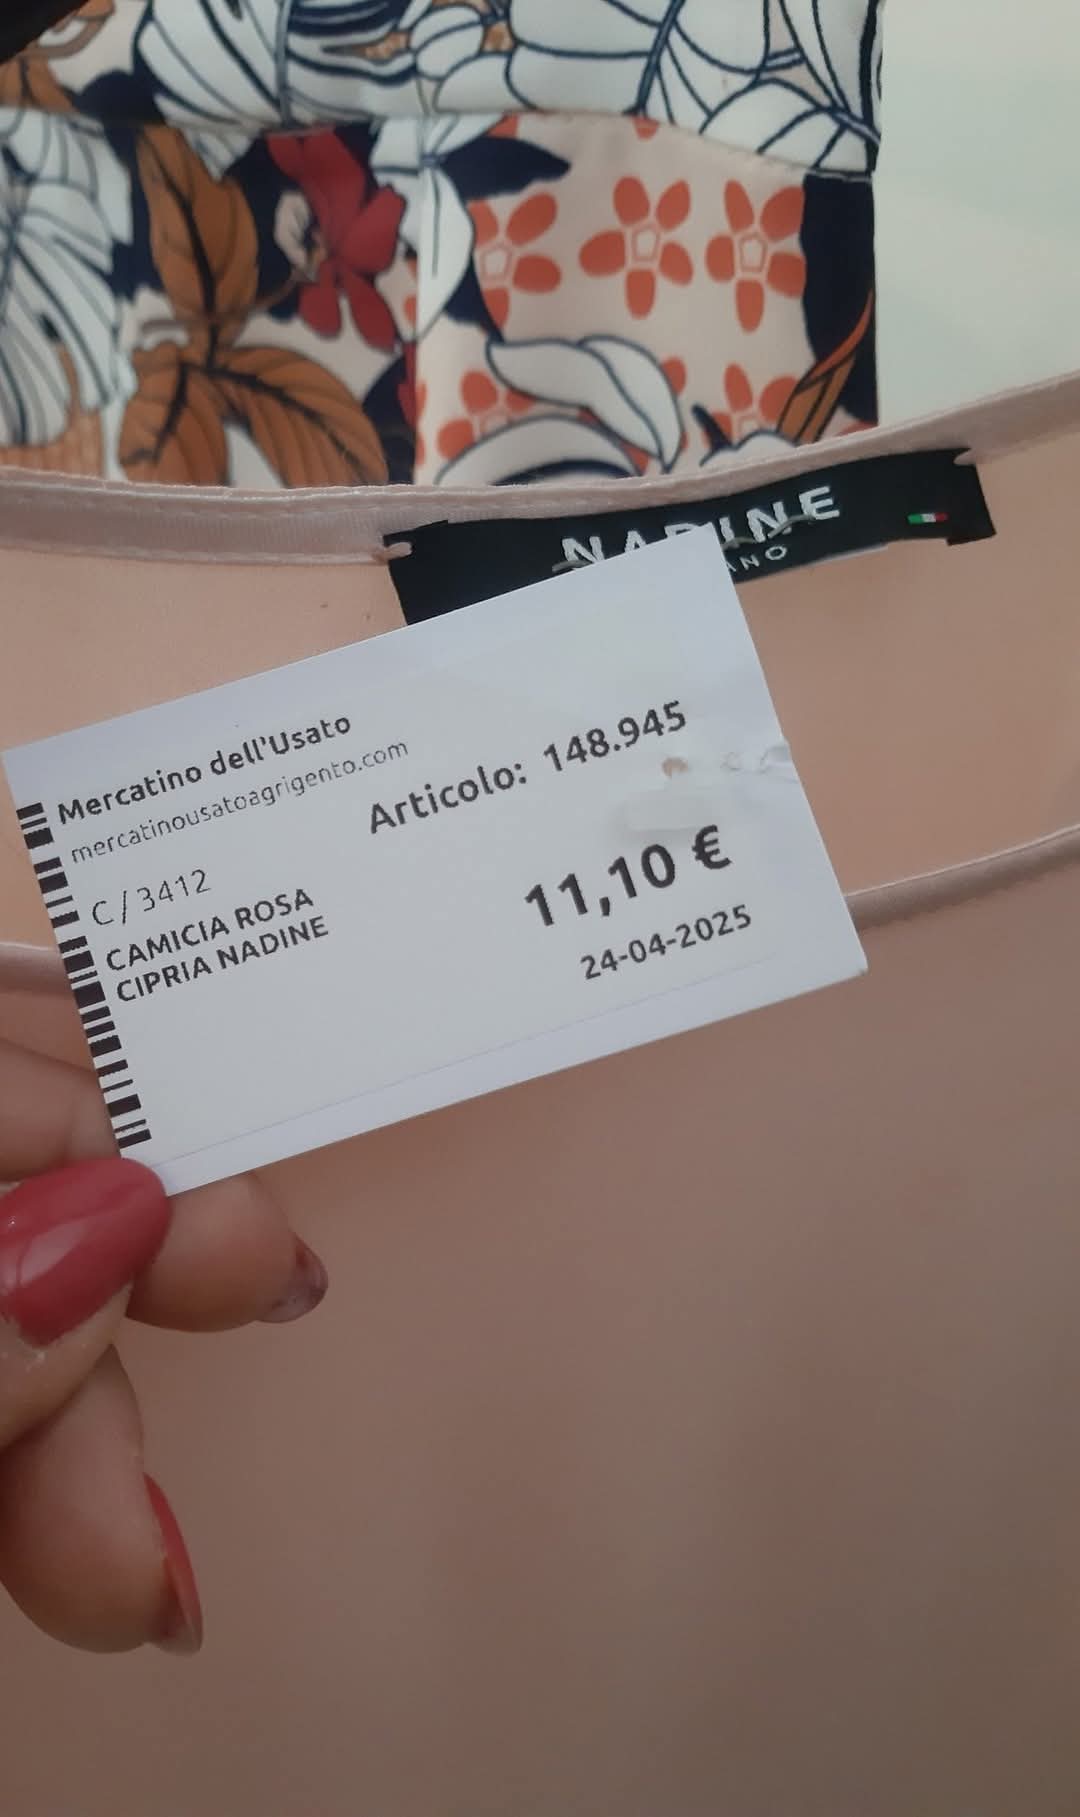 NADINE
Mercatino dell'Usato
mercatinousatoagrigento.com
Articolo: 148.945
C/3412
CAMICIA ROSA
CIPRIA NADINE
11,10 €
24-04-2025